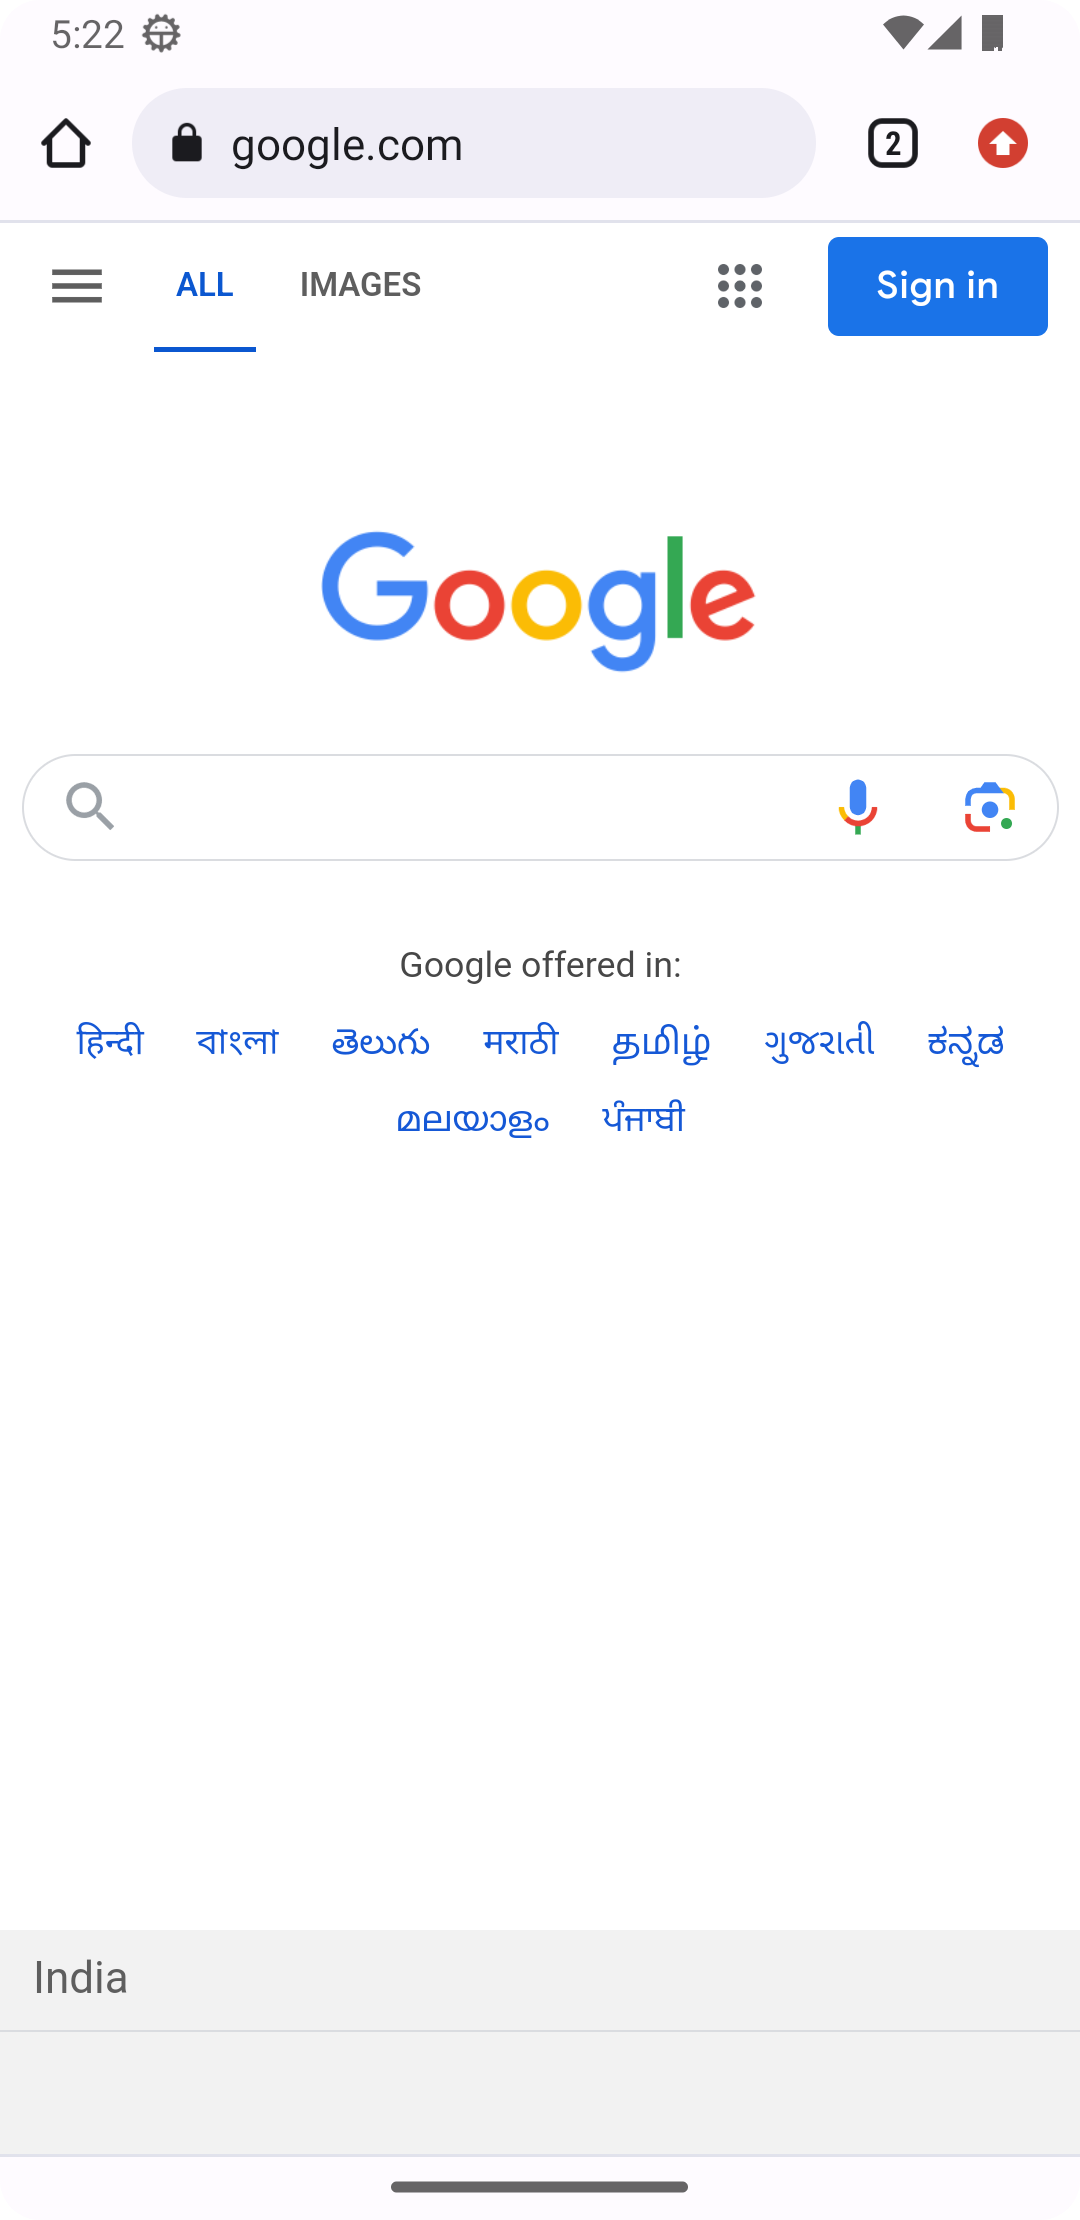 5:22
google.com
2
ALL IMAGES Sign in
Google
Google offered in:
हिन्दी বাংলা తెలుగు मराठी தமிழ் ગુજરાતી ಕನ್ನಡ
മലയാളം ਪੰਜਾਬੀ
India